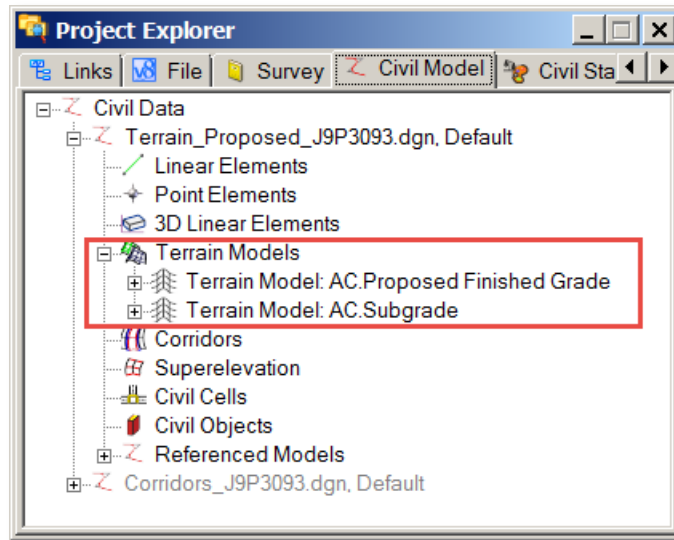 Project Explorer
Links V8 File Survey Civil Model Civil Sta
Civil Data
Terrain_Proposed_J9P3093.dgn, Default
Linear Elements
Point Elements
3D Linear Elements
Terrain Models
Terrain Model: AC.Proposed Finished Grade
Terrain Model: AC.Subgrade
Corridors
Superelevation
Civil Cells
Civil Objects
Referenced Models
Corridors_J9P3093.dgn, Default